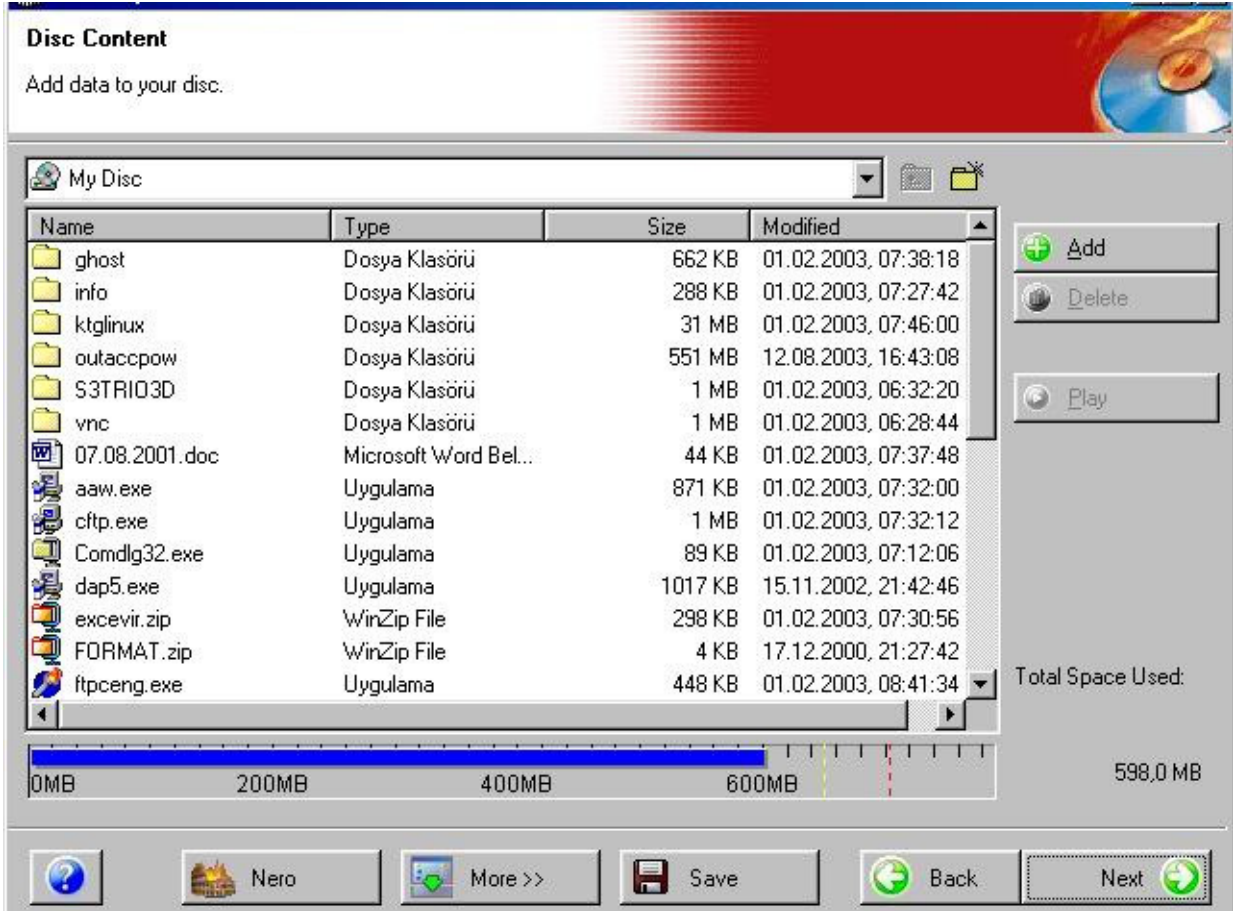 Disc Content
Add data to your disc.
My Disc
Name Type Size Modified
ghost Dosya Klasörü 662 KB 01.02.2003, 07:38:18
info Dosya Klasörü 288 KB 01.02.2003, 07:27:42
ktglinux Dosya Klasörü 31 MB 01.02.2003, 07:46:00
outaccpow Dosya Klasörü 551 MB 12.08.2003, 16:43:08
S3TRIO3D Dosya Klasörü 1 MB 01.02.2003, 06:32:20
vnc Dosya Klasörü 1 MB 01.02.2003, 06:28:44
07.08.2001.doc Microsoft Word Bel... 44 KB 01.02.2003, 07:37:48
aaw.exe Uygulama 871 KB 01.02.2003, 07:32:00
cftp.exe Uygulama 1 MB 01.02.2003, 07:32:12
Comdlg32.exe Uygulama 89 KB 01.02.2003, 07:12:06
dap5.exe Uygulama 1017 KB 15.11.2002, 21:42:46
excevir.zip WinZip File 298 KB 01.02.2003, 07:30:56
FORMAT.zip WinZip File 4 KB 17.12.2000, 21:27:42
ftpceng.exe Uygulama 448 KB 01.02.2003, 08:41:34
Add
Delete
Play
Total Space Used:
598,0 MB
0MB 200MB 400MB 600MB
Nero More >> Save Back Next